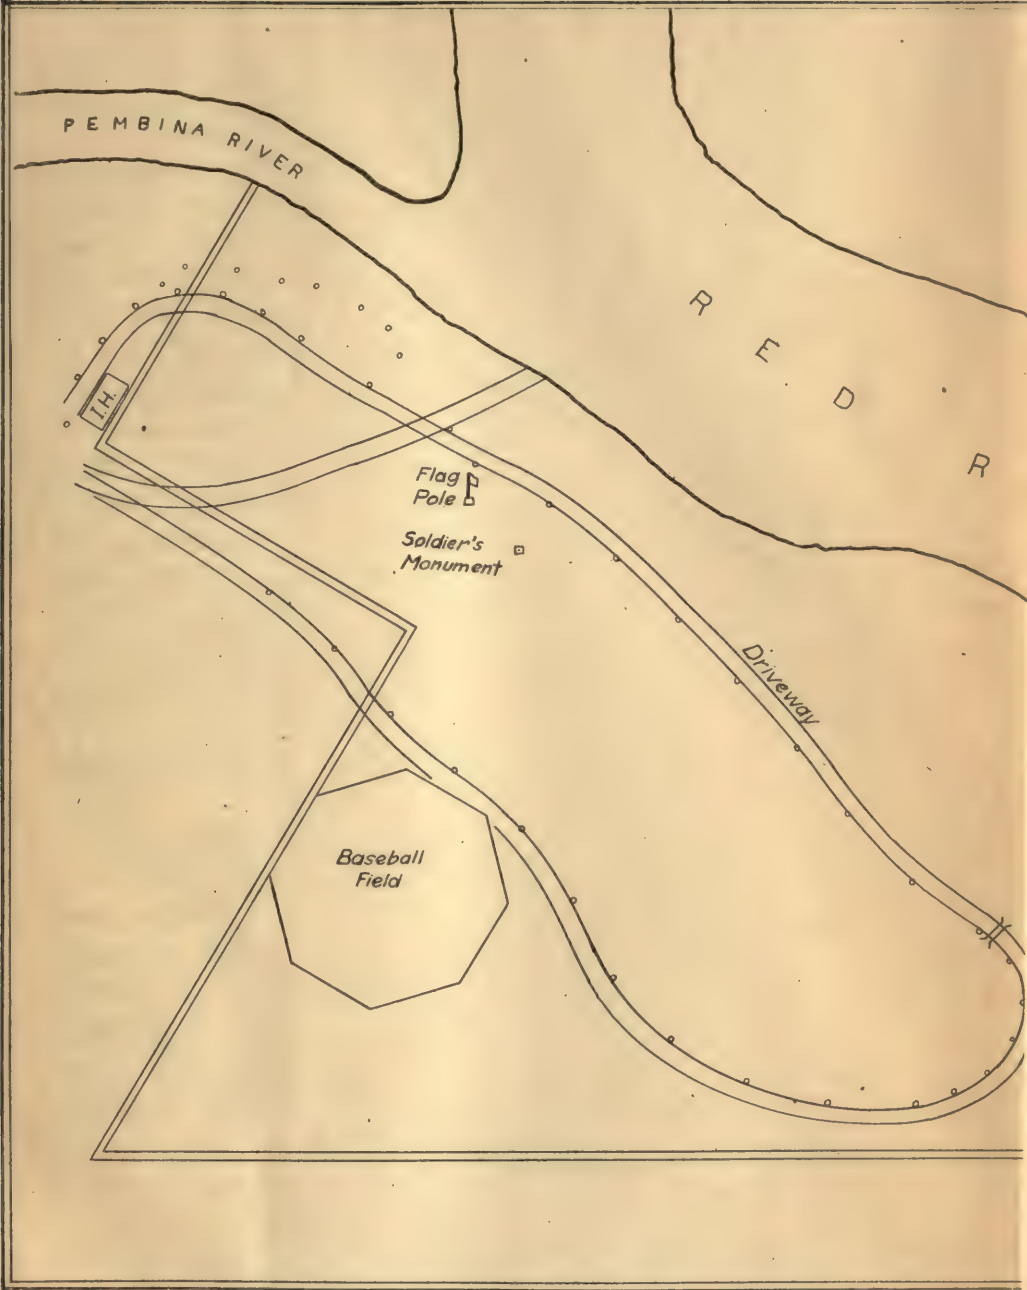 PEMBINA RIVER
RED R
I.H.
Flag
Pole
Soldier's
Monument
Driveway
Baseball
Field